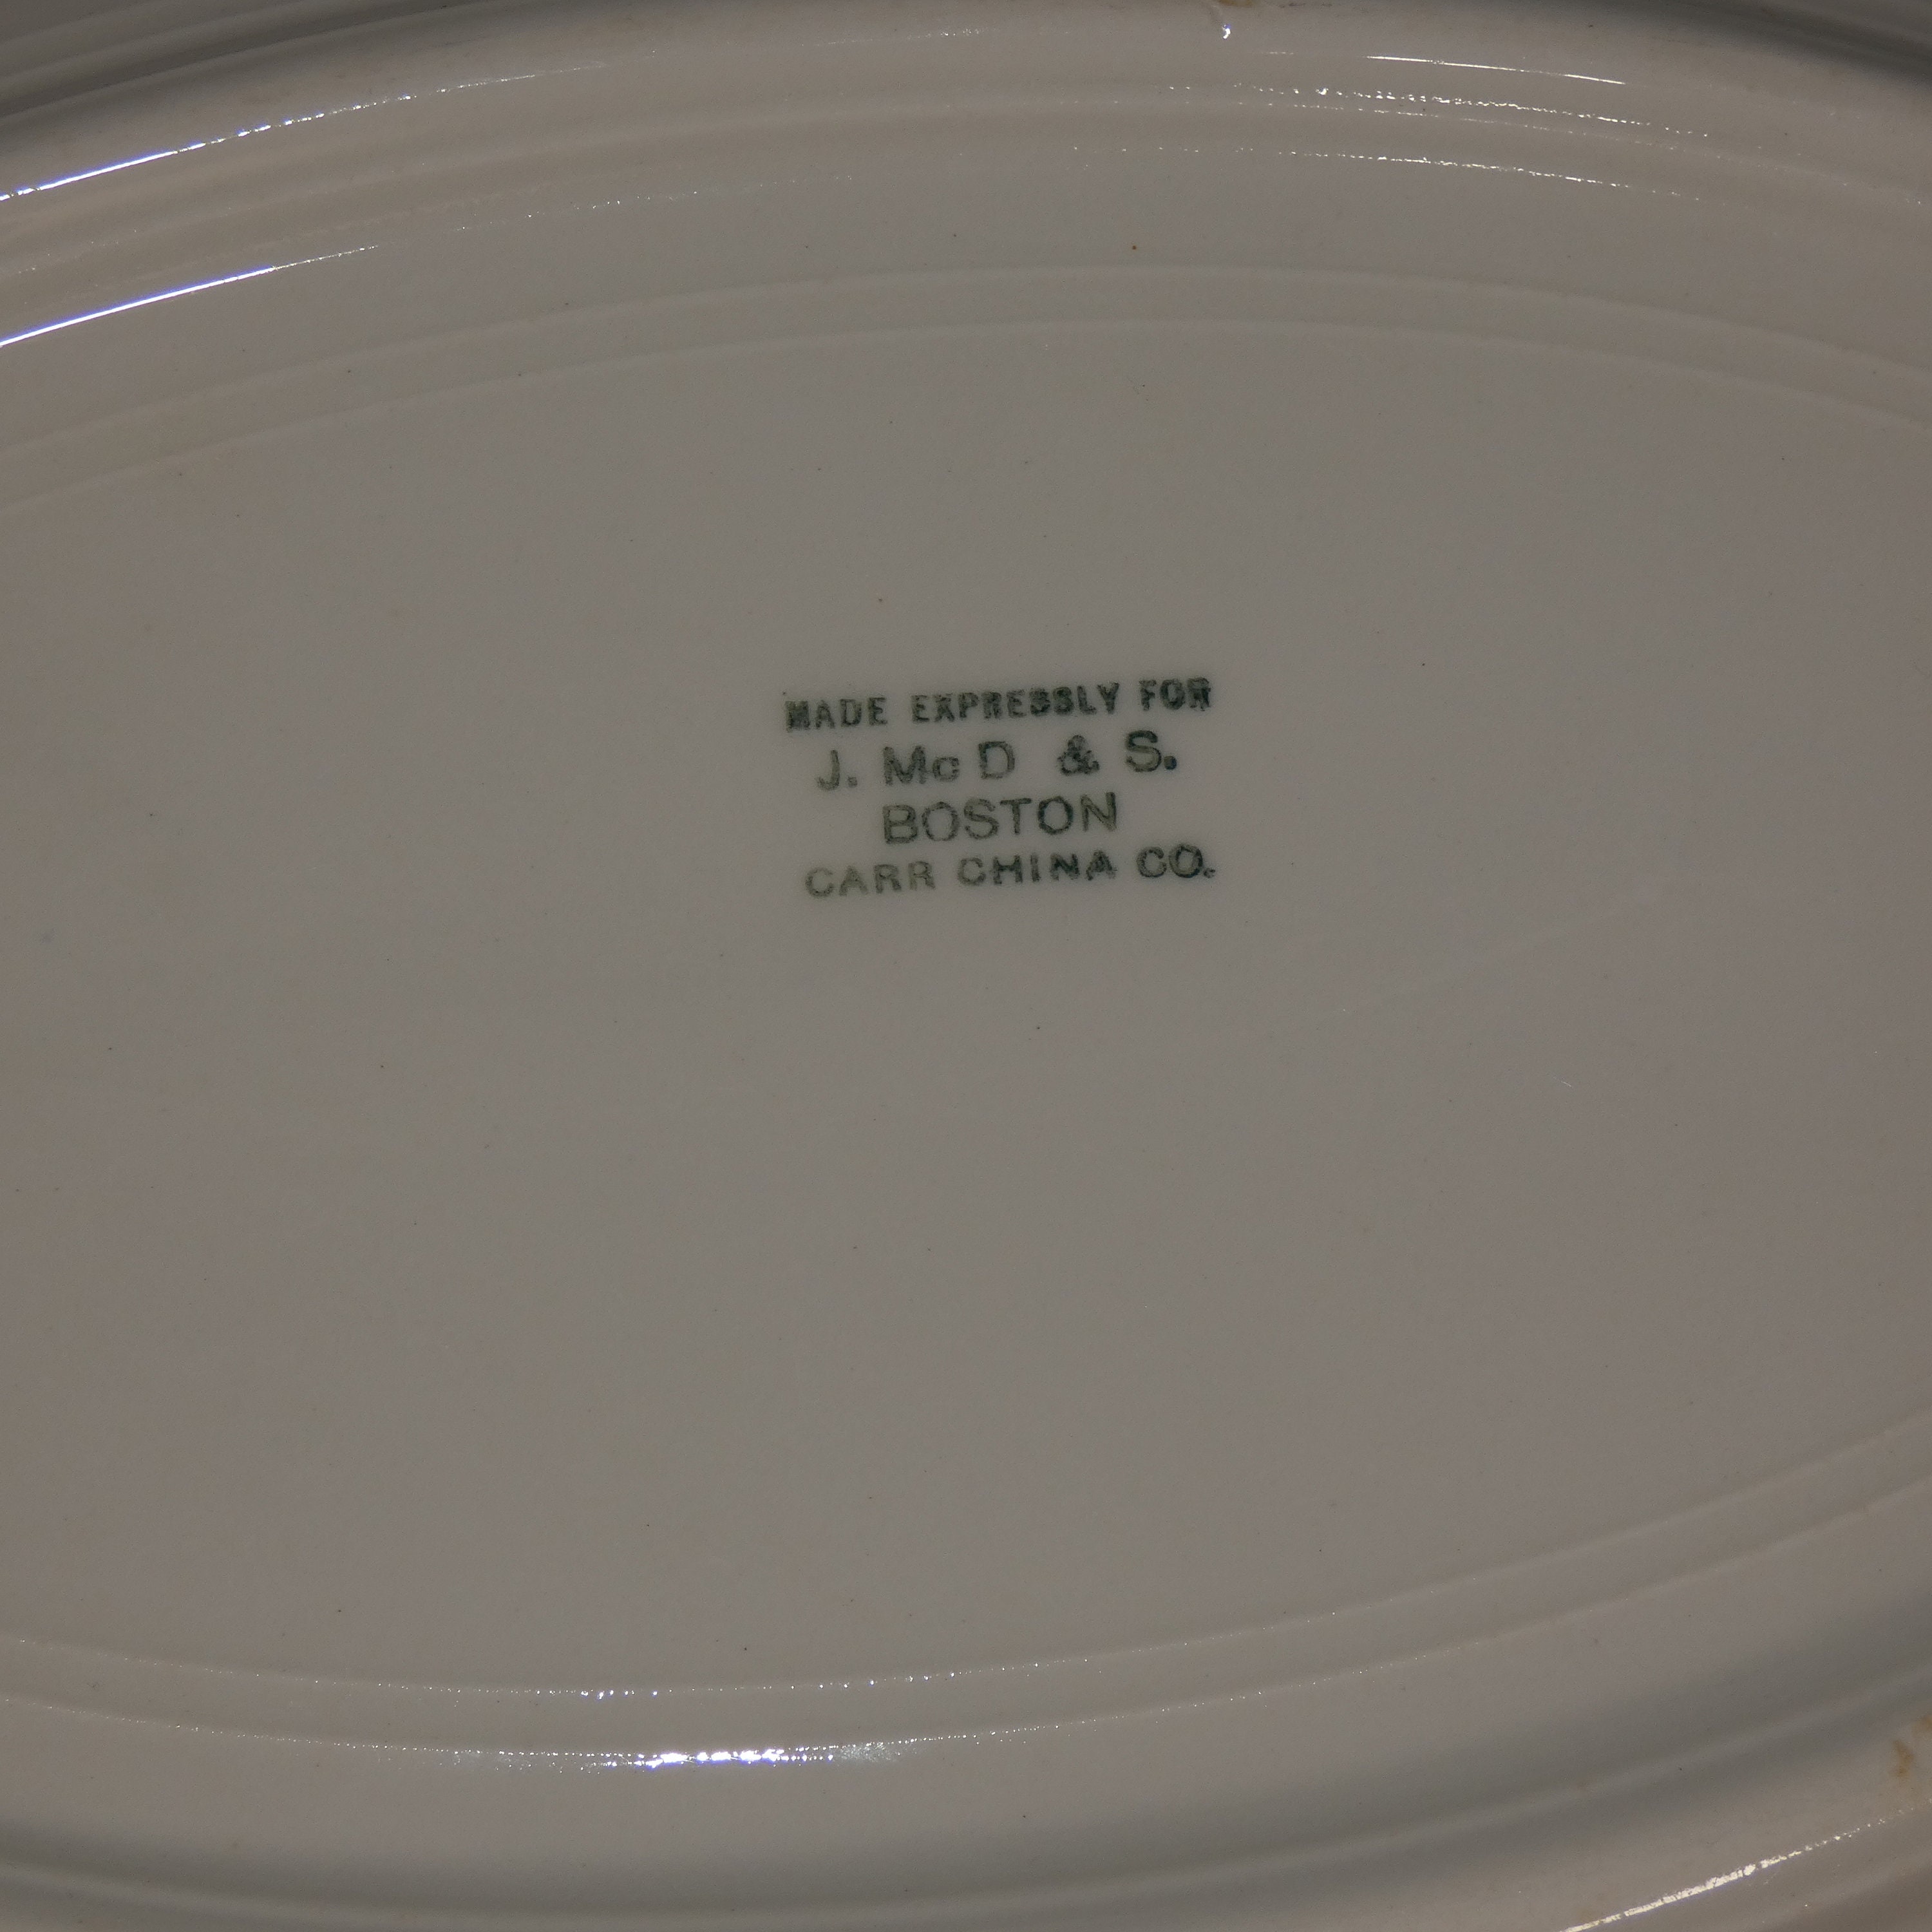 MADE EXPRESSLY FOR
J. McD & S.
BOSTON
CARR CHINA CO.